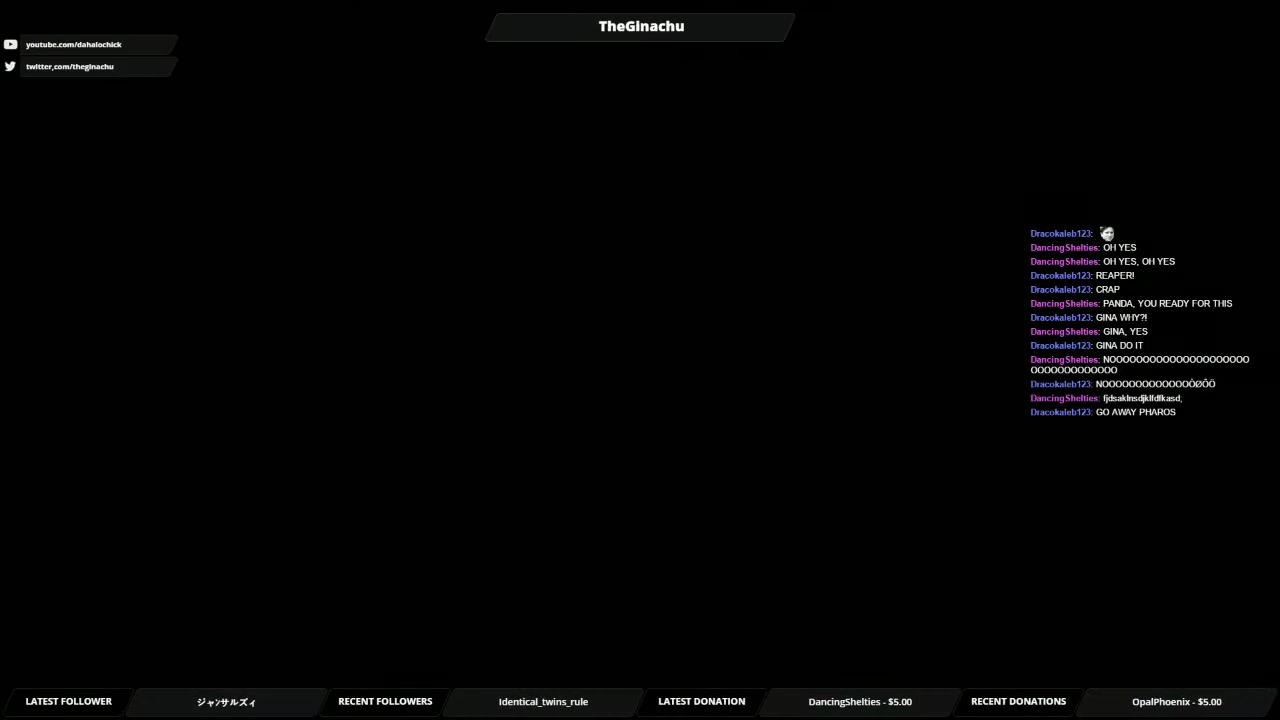 TheGinachu
youtube.com/dahalochick
twitter.com/theginachu
Dracokaleb123:
DancingShelties: OH YES
DancingShelties: OH YES, OH YES
Dracokaleb123: REAPER!
Dracokaleb123: CRAP
DancingShelties: PANDA, YOU READY FOR THIS
Dracokaleb123: GINA WHY?!
DancingShelties: GINA, YES
Dracokaleb123: GINA DO IT
DancingShelties: NOOOOOOOOOOOOOOOOOOOOO
OOOOOOOOOOOOO
Dracokaleb123: NOOOOOOOOOOOOOÒØÕÖ
DancingShelties: fjdsaklnsdjklfdfkasd;
Dracokaleb123: GO AWAY PHAROS
LATEST FOLLOWER ジャンサルズィ RECENT FOLLOWERS Identical_twins_rule LATEST DONATION DancingShelties - $5.00 RECENT DONATIONS OpalPhoenix - $5.00